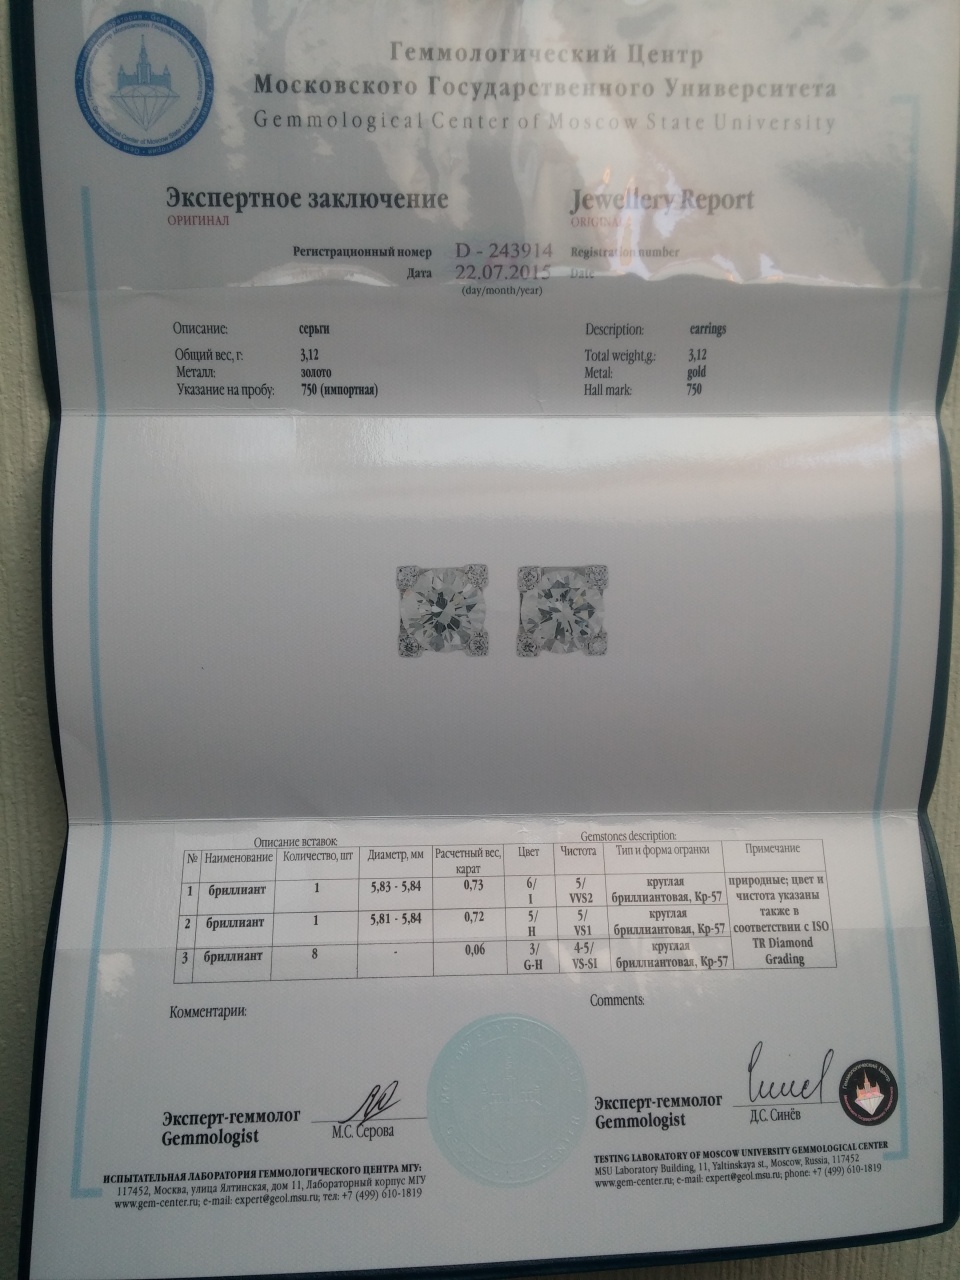 Геммологический Центр
Московского Государственного Университета
Gemmological Center of Moscow State University
Экспертное заключение
ОРИГИНАЛ
Jewellery Report
ORIGINAL
Регистрационный номер D - 243914 Registration number
Дата 22.07.2015 Date
(day/month/year)
Описание: серьги Description: earrings
Общий вес, г: 3,12 Total weight,g.: 3,12
Металл: золото Metal: gold
Указание на пробу: 750 (импортная) Hall mark: 750
Описание вставок: Gemstones description:
№ Наименование Количество, шт Диаметр, мм Расчетный вес, карат Цвет Чистота Тип и форма огранки Примечание
1 бриллиант 1 5,83 - 5,84 0,73 6/ I 5/ VVS2 круглая бриллиантовая, Кр-57
2 бриллиант 1 5,81 - 5,84 0,72 5/ H 5/ VS1 круглая бриллиантовая, Кр-57
3 бриллиант 8 - 0,06 3/ G-H 4-5/ VS-S1 круглая бриллиантовая, Кр-57
природные; цвет и
чистота указаны
также в
соответствии с ISO
TR Diamond
Grading
Комментарии: Comments:
Эксперт-геммолог
Gemmologist
М.С. Серова
Эксперт-геммолог
Gemmologist
Д.С. Синёв
Геммологический Центр
ИСПЫТАТЕЛЬНАЯ ЛАБОРАТОРИЯ ГЕММОЛОГИЧЕСКОГО ЦЕНТРА МГУ:
117452, Москва, улица Ялтинская, дом 11, Лабораторный корпус МГУ
www.gem-center.ru; e-mail: expert@geol.msu.ru; тел: +7 (499) 610-1819
TESTING LABORATORY OF MOSCOW UNIVERSITY GEMMOLOGICAL CENTER
MSU Laboratory Building, 11, Yaltinskaya st., Moscow, Russia, 117452
www.gem-center.ru; e-mail: expert@geol.msu.ru; phone: +7 (499) 610-1819